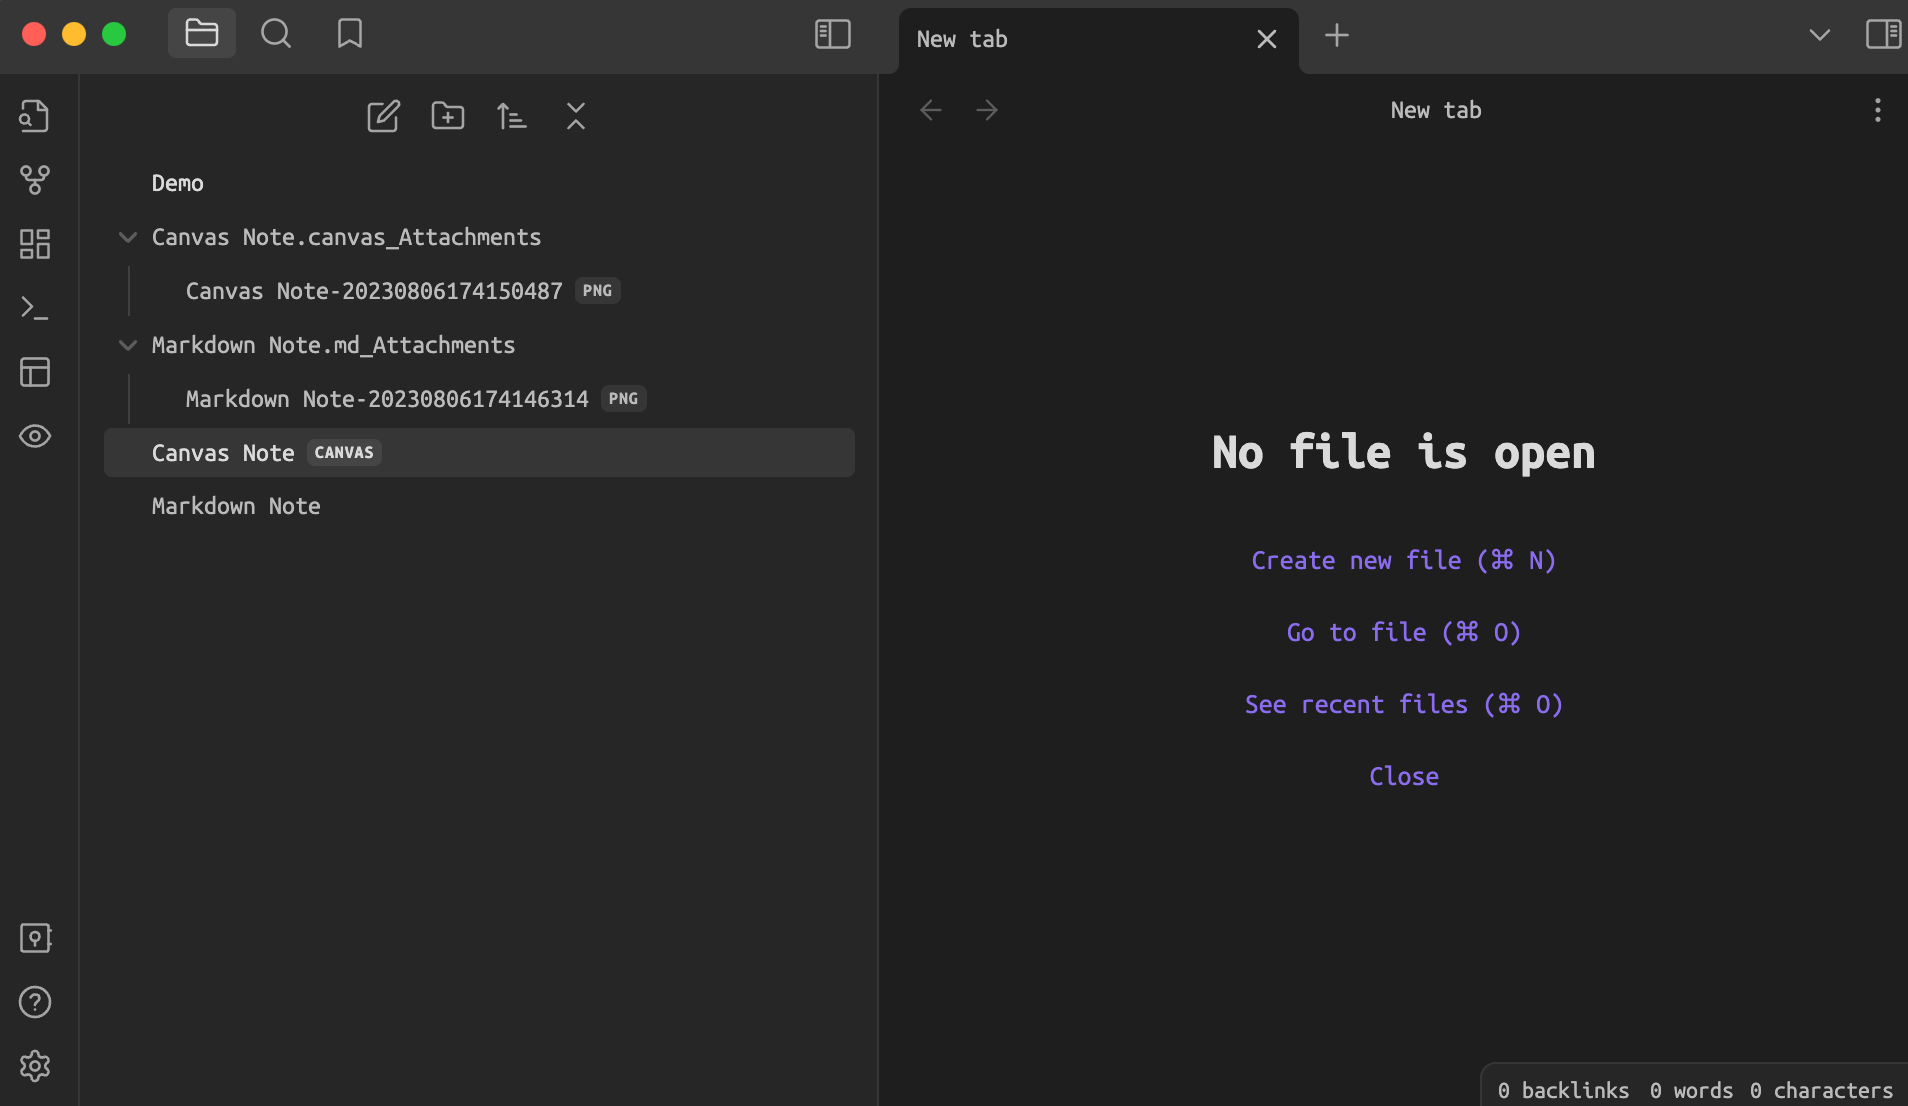 New tab
New tab
Demo
Canvas Note.canvas_Attachments
Canvas Note-20230806174150487 PNG
Markdown Note.md_Attachments
Markdown Note-20230806174146314 PNG
Canvas Note CANVAS
Markdown Note
No file is open
Create new file (⌘ N)
Go to file (⌘ O)
See recent files (⌘ O)
Close
0 backlinks 0 words 0 characters